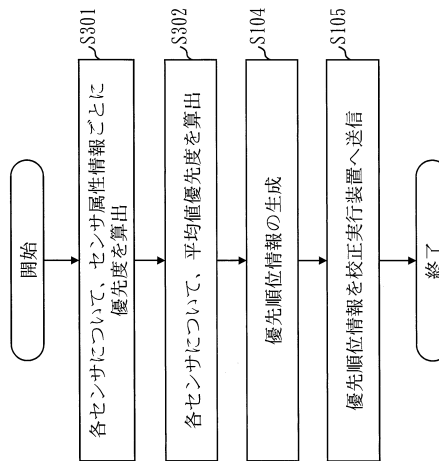 開始
S301
各センサについて、センサ属性情報ごとに
優先度を算出
S302
各センサについて、平均値優先度を算出
S104
優先順位情報の生成
S105
優先順位情報を校正実行装置へ送信
終了